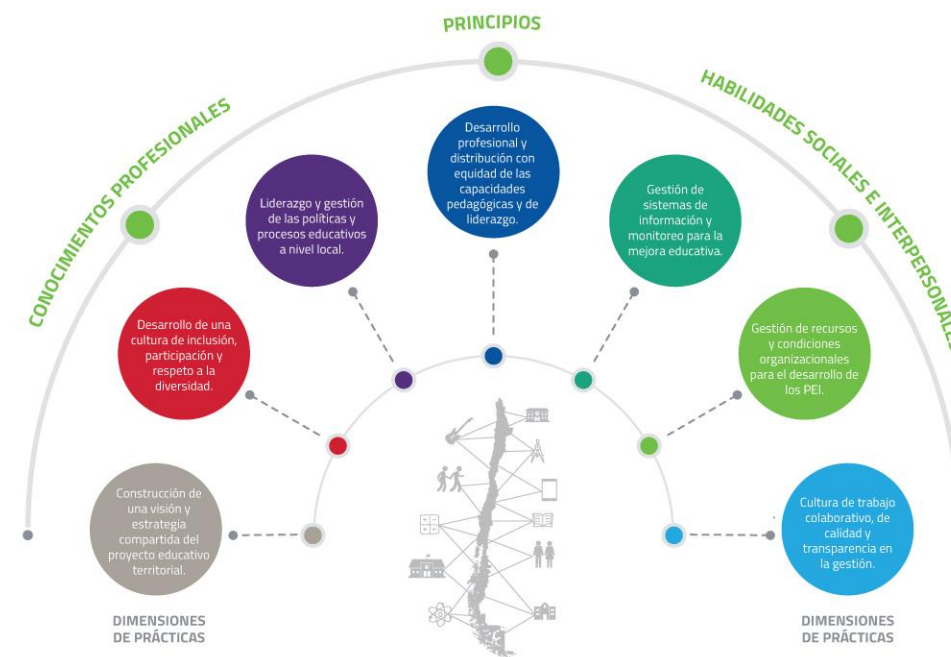 PRINCIPIOS
CONOCIMIENTOS PROFESIONALES
HABILIDADES SOCIALES E INTERPERSONALES
Desarrollo
profesional y
distribución con
equidad de las
capacidades
pedagógicas y de
liderazgo.
Liderazgo y gestión
de las políticas y
procesos educativos
a nivel local.
Gestión de
sistemas de
información y
monitoreo para la
mejora educativa.
Desarrollo de una
cultura de inclusión,
participación y
respeto a la
diversidad.
Gestión de recursos
y condiciones
organizacionales
para el desarrollo de
los PEI.
Construcción de
una visión y
estrategia
compartida del
proyecto educativo
territorial.
Cultura de trabajo
colaborativo, de
calidad y
transparencia en
la gestión.
DIMENSIONES
DE PRÁCTICAS
DIMENSIONES
DE PRÁCTICAS